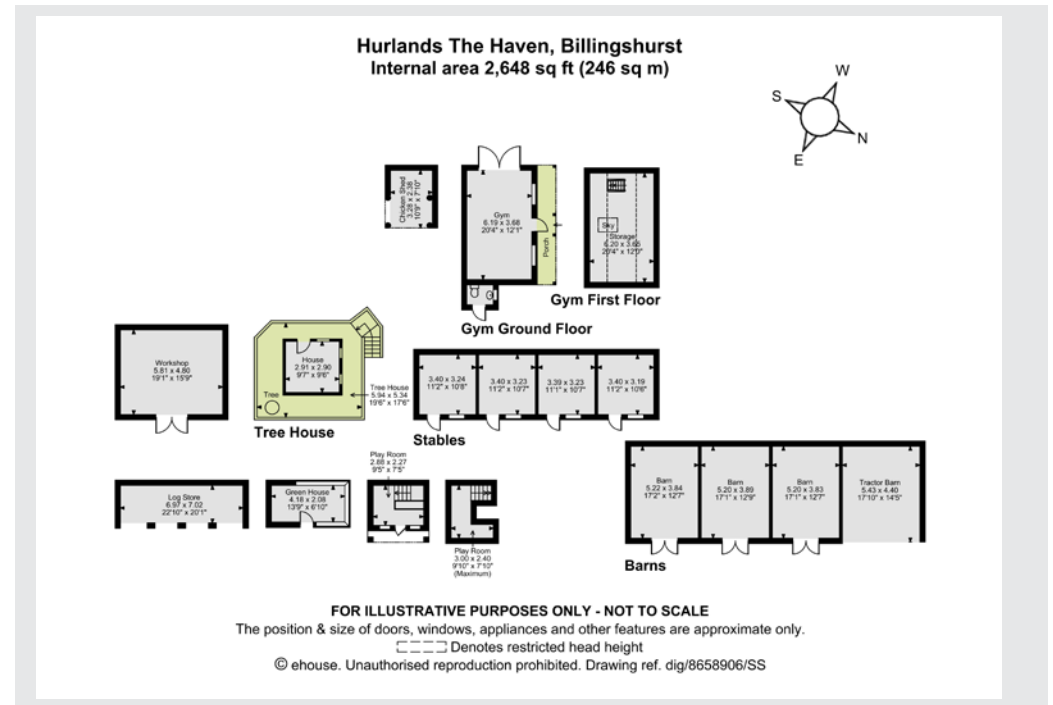 Hurlands The Haven, Billingshurst
Internal area 2,648 sq ft (246 sq m)
W
S
N
E
Chicken Shed
3.28 x 2.38
10'9" x 7'10"
Gym
6.19 x 3.68
20'4" x 12'1"
Porch
Sky
Storage
6.20 x 3.65
20'4" x 12'0"
Gym First Floor
Gym Ground Floor
Workshop
5.81 x 4.80
19'1" x 15'9"
House
2.91 x 2.90
9'7" x 9'6"
Tree
Tree House
5.94 x 5.34
19'6" x 17'6"
Tree House
3.40 x 3.24
11'2" x 10'8"
3.40 x 3.23
11'2" x 10'7"
3.39 x 3.23
11'1" x 10'7"
3.40 x 3.19
11'2" x 10'6"
Stables
Log Store
6.97 x 7.02
22'10" x 20'1"
Green House
4.18 x 2.08
13'9" x 6'10"
Play Room
2.88 x 2.27
9'5" x 7'5"
Play Room
3.00 x 2.40
9'10" x 7'10"
(Maximum)
Barn
5.22 x 3.84
17'2" x 12'7"
Barn
5.20 x 3.89
17'1" x 12'9"
Barn
5.20 x 3.83
17'1" x 12'7"
Tractor Barn
5.43 x 4.40
17'10" x 14'5"
Barns
FOR ILLUSTRATIVE PURPOSES ONLY - NOT TO SCALE
The position & size of doors, windows, appliances and other features are approximate only.
Denotes restricted head height
© ehouse. Unauthorised reproduction prohibited. Drawing ref. dig/8658906/SS